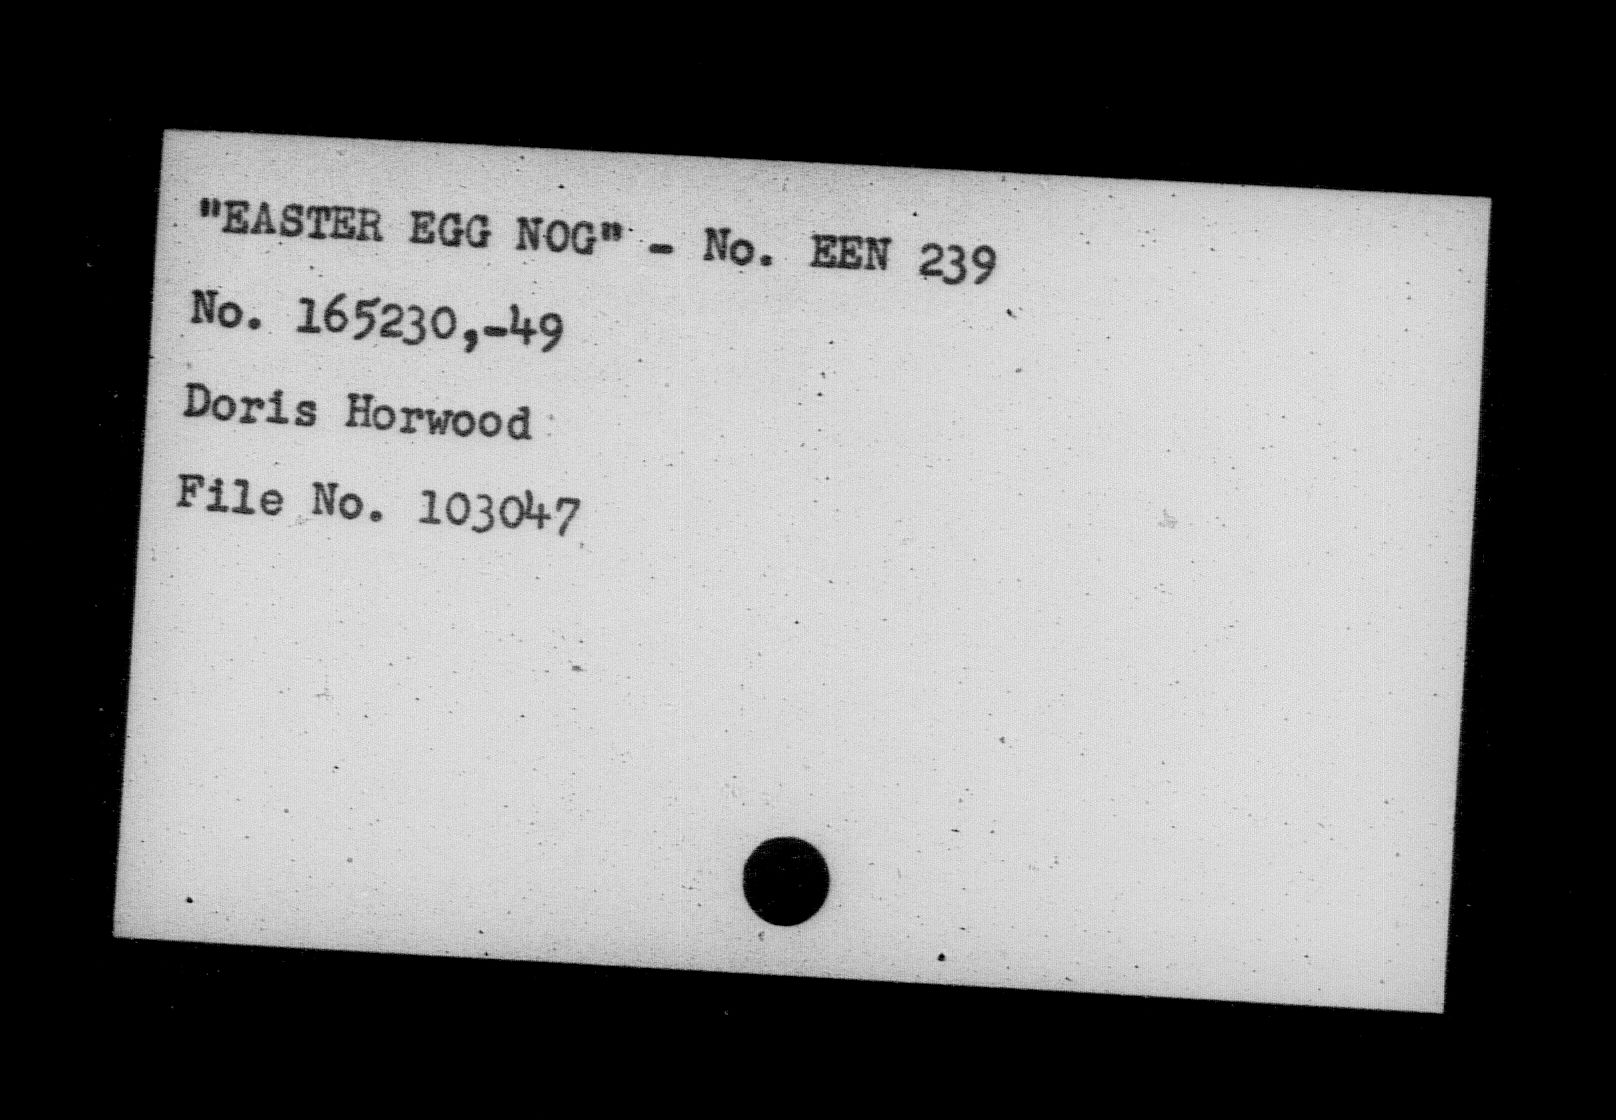 "EASTER EGG NOG" - No. EEN 239
No. 165230,-49
Doris Horwood
File No. 103047